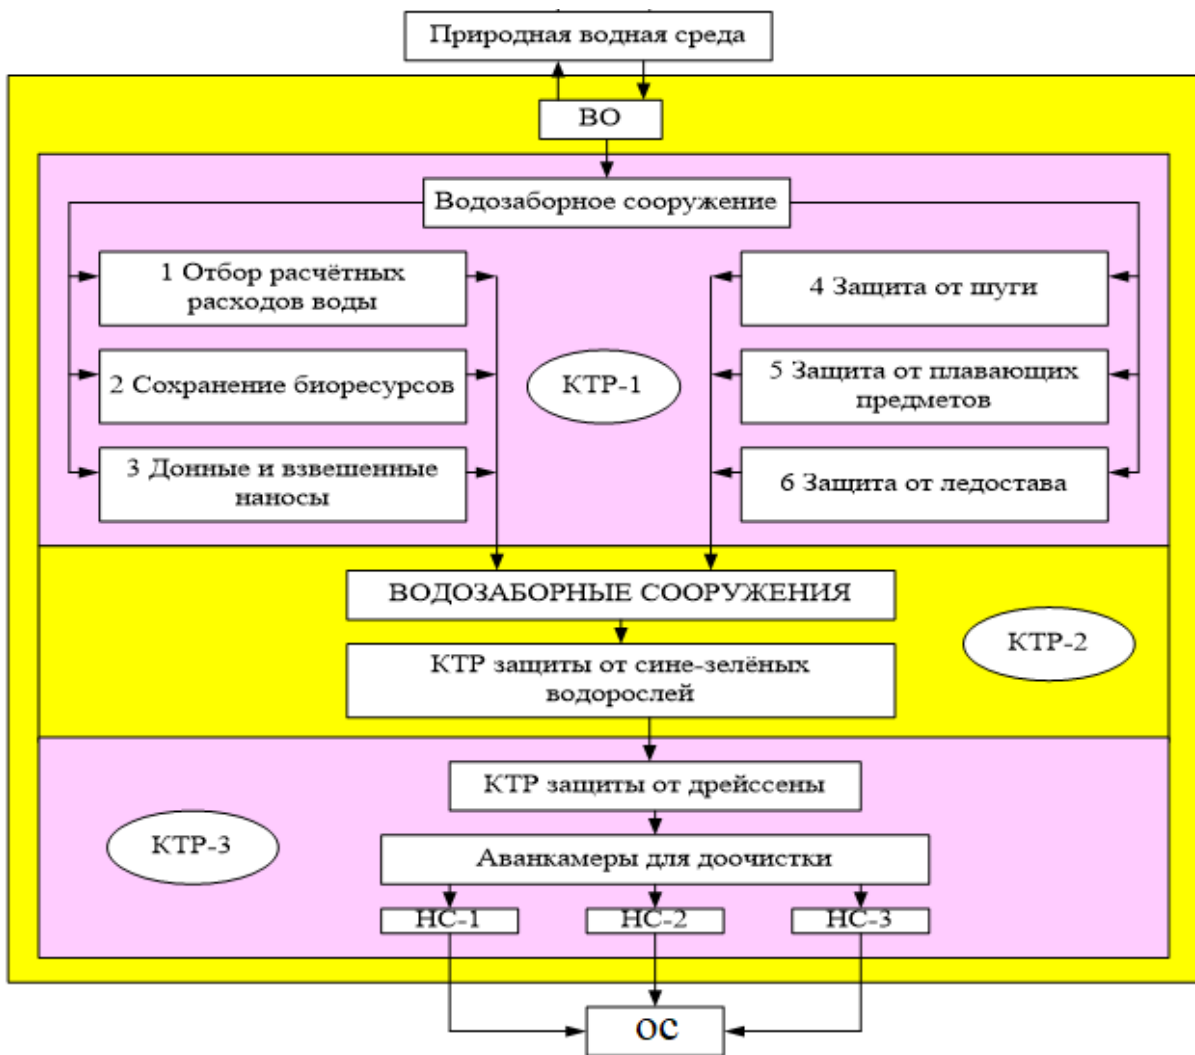 Природная водная среда
ВО
Водозаборное сооружение
1 Отбор расчётных
расходов воды
4 Защита от шуги
2 Сохранение биоресурсов
КТР-1
5 Защита от плавающих
предметов
3 Донные и взвешенные
наносы
6 Защита от ледостава
ВОДОЗАБОРНЫЕ СООРУЖЕНИЯ
КТР-2
КТР защиты от сине-зелёных
водорослей
КТР защиты от дрейссены
КТР-3
Аванкамеры для доочистки
НС-1
НС-2
НС-3
ОС